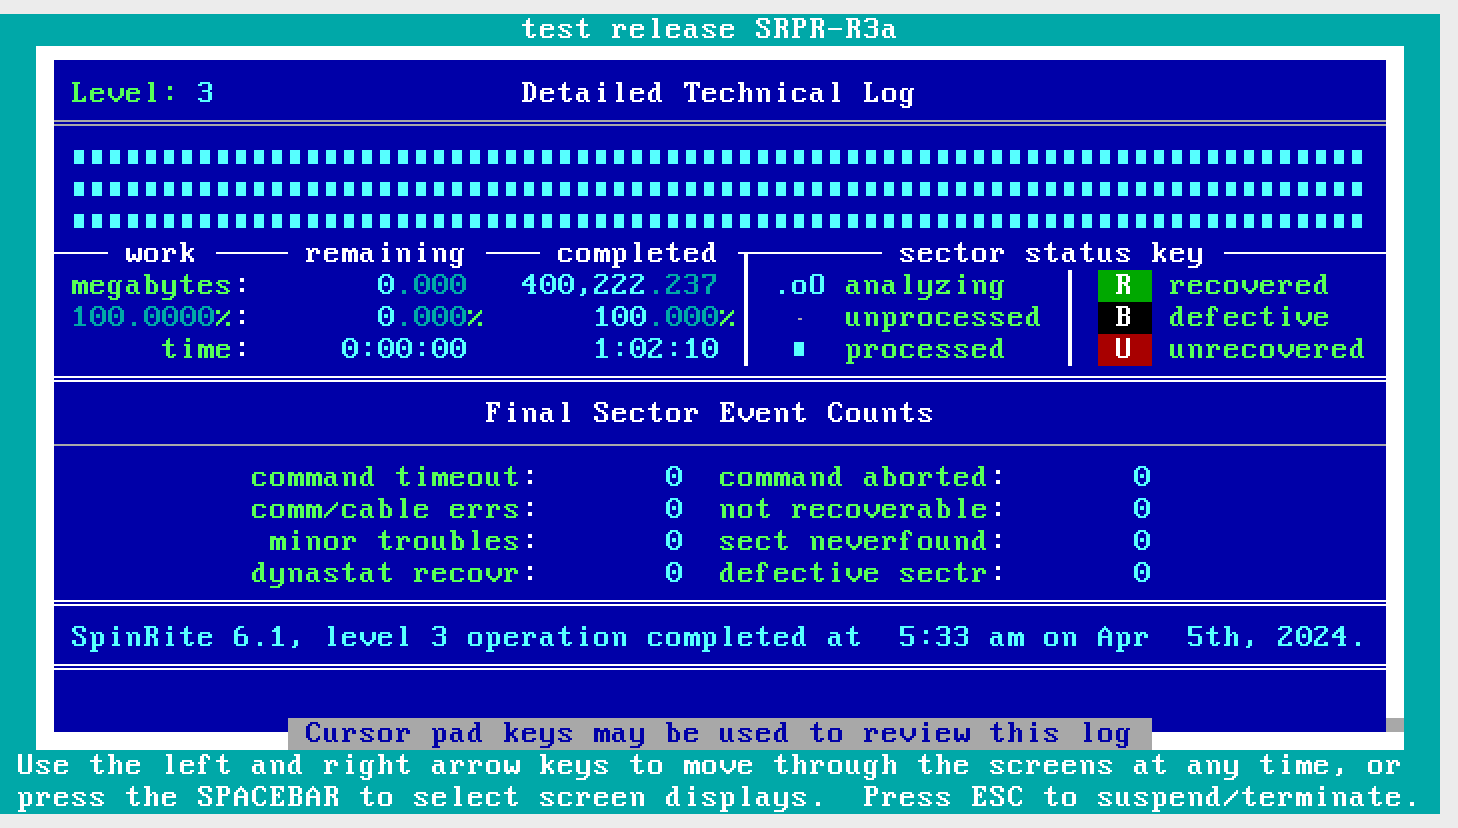 test release SRPR-R3a
Level: 3 Detailed Technical Log
work remaining completed sector status key
megabytes: 0.000 400,222.237 .oO analyzing R recovered
100.0000%: 0.000% 100.000% - unprocessed B defective
time: 0:00:00 1:02:10 ■ processed U unrecovered
Final Sector Event Counts
command timeout: 0 command aborted: 0
comm/cable errs: 0 not recoverable: 0
minor troubles: 0 sect neverfound: 0
dynastat recovr: 0 defective sectr: 0
SpinRite 6.1, level 3 operation completed at 5:33 am on Apr 5th, 2024.
Cursor pad keys may be used to review this log
Use the left and right arrow keys to move through the screens at any time, or
press the SPACEBAR to select screen displays. Press ESC to suspend/terminate.